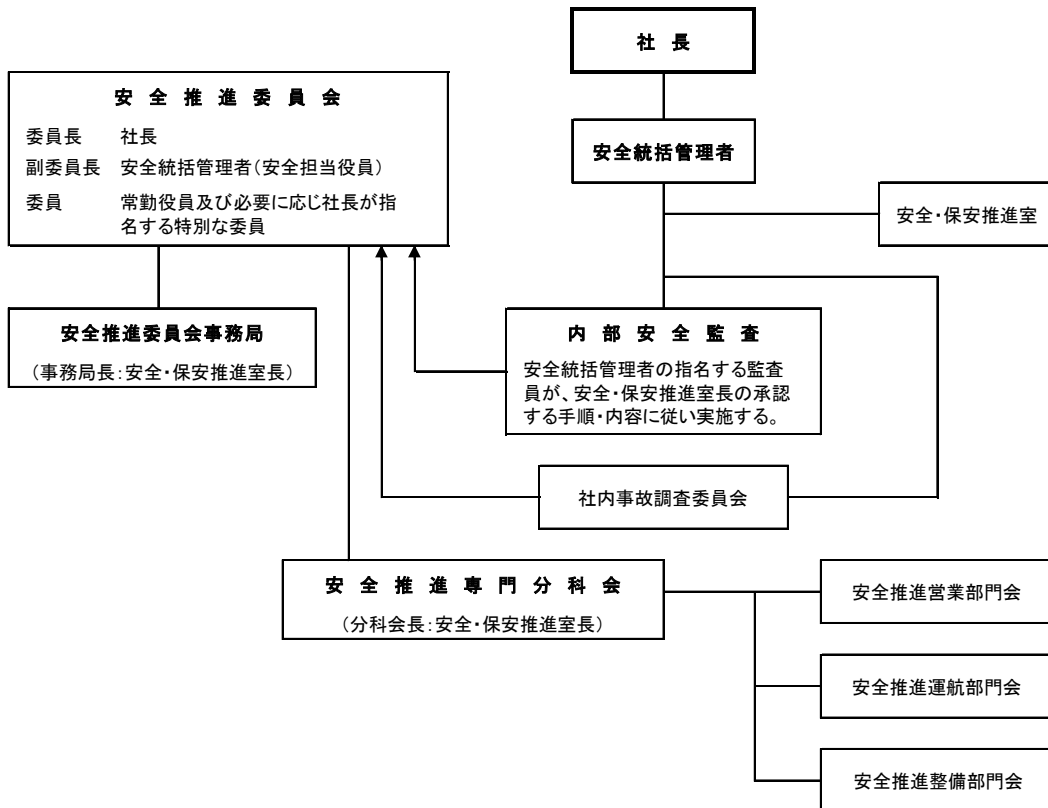 社 長
安 全 推 進 委 員 会
委員長 社長
副委員長 安全統括管理者(安全担当役員)
委員 常勤役員及び必要に応じ社長が指
名する特別な委員
安全統括管理者
安全・保安推進室
安全推進委員会事務局
(事務局長:安全・保安推進室長)
内 部 安 全 監 査
安全統括管理者の指名する監査
員が、安全・保安推進室長の承認
する手順・内容に従い実施する。
社内事故調査委員会
安 全 推 進 専 門 分 科 会
(分科会長:安全・保安推進室長)
安全推進営業部門会
安全推進運航部門会
安全推進整備部門会